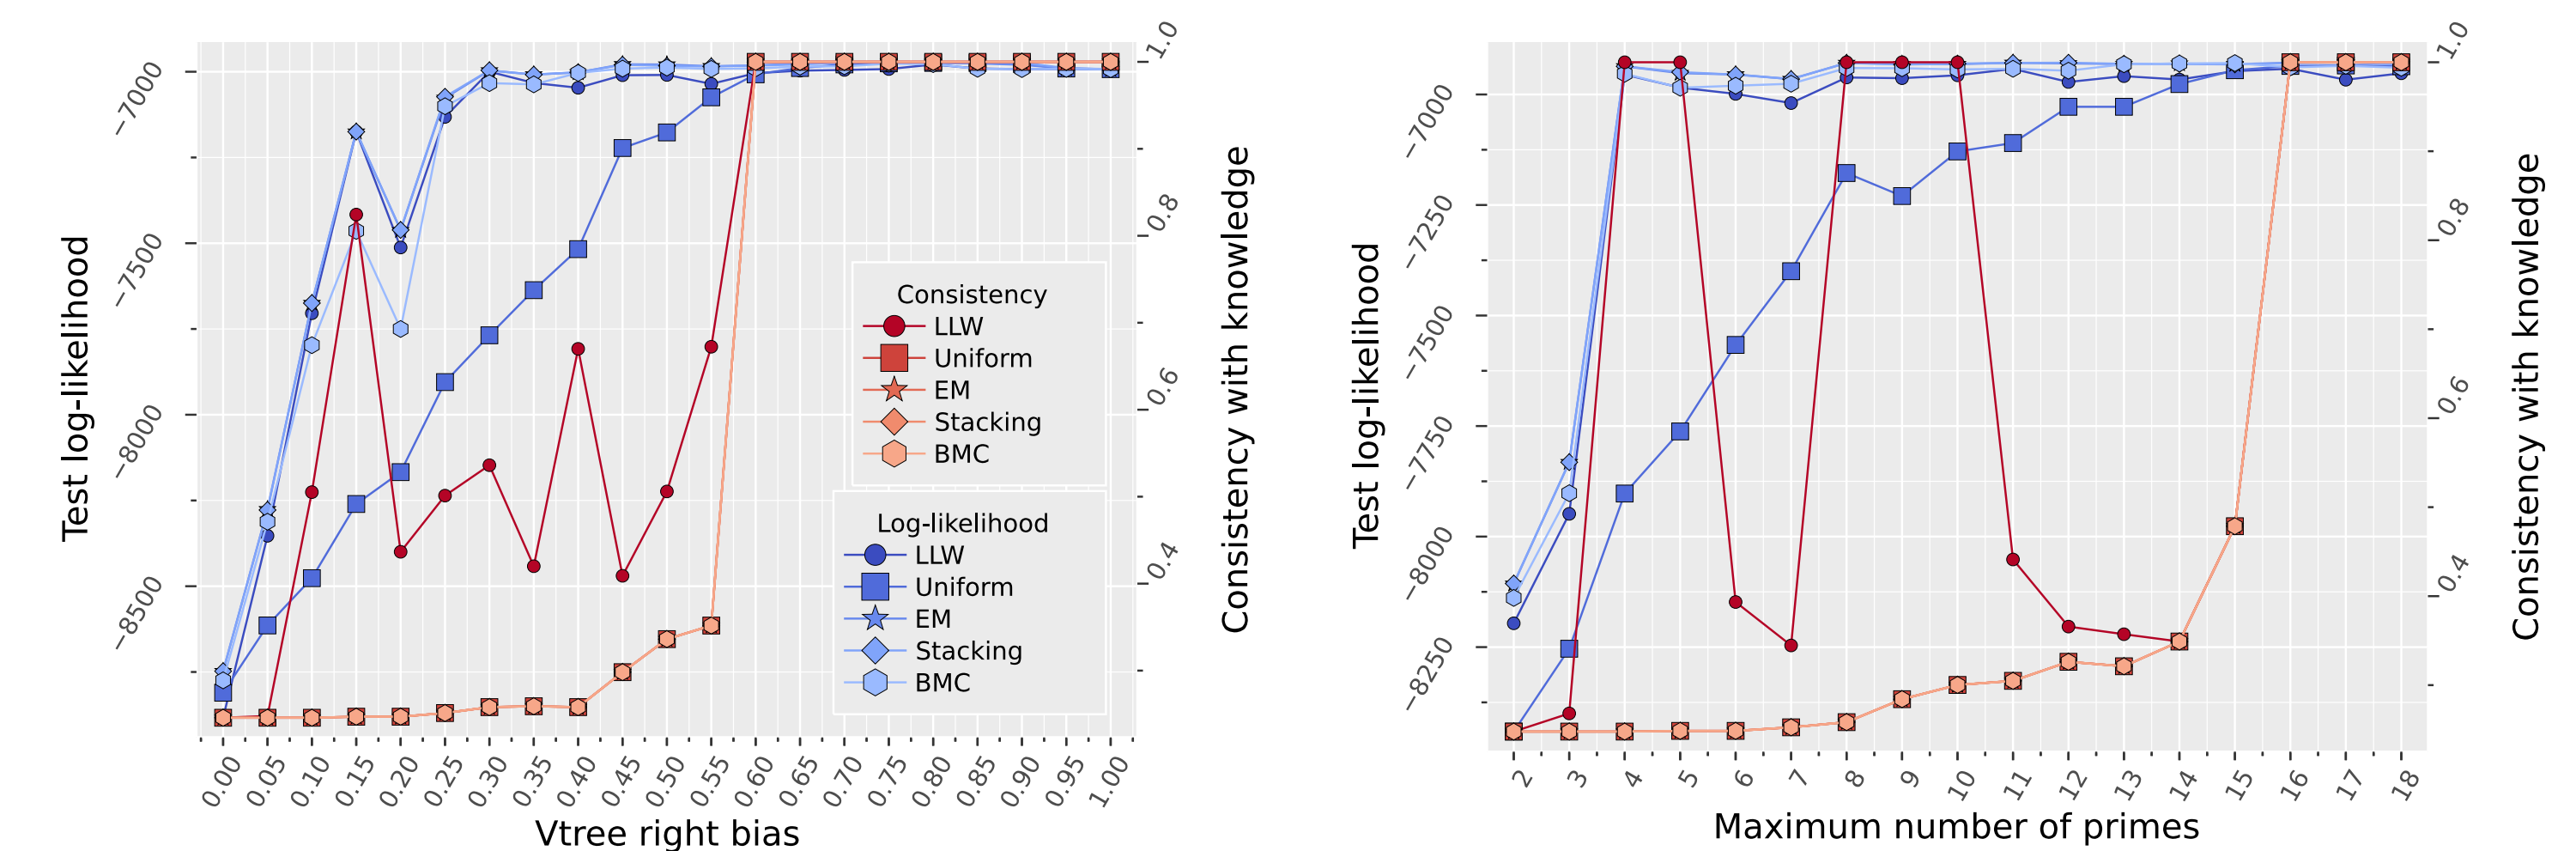 Test log-likelihood
−7000
−7500
−8000
−8500
1.0
0.8
0.6
0.4
Consistency with knowledge
Consistency
LLW
Uniform
EM
Stacking
BMC
Log-likelihood
LLW
Uniform
EM
Stacking
BMC
0.00 0.05 0.10 0.15 0.20 0.25 0.30 0.35 0.40 0.45 0.50 0.55 0.60 0.65 0.70 0.75 0.80 0.85 0.90 0.95 1.00
Vtree right bias
Test log-likelihood
−7000
−7250
−7500
−7750
−8000
−8250
1.0
0.8
0.6
0.4
Consistency with knowledge
2 3 4 5 6 7 8 9 10 11 12 13 14 15 16 17 18
Maximum number of primes